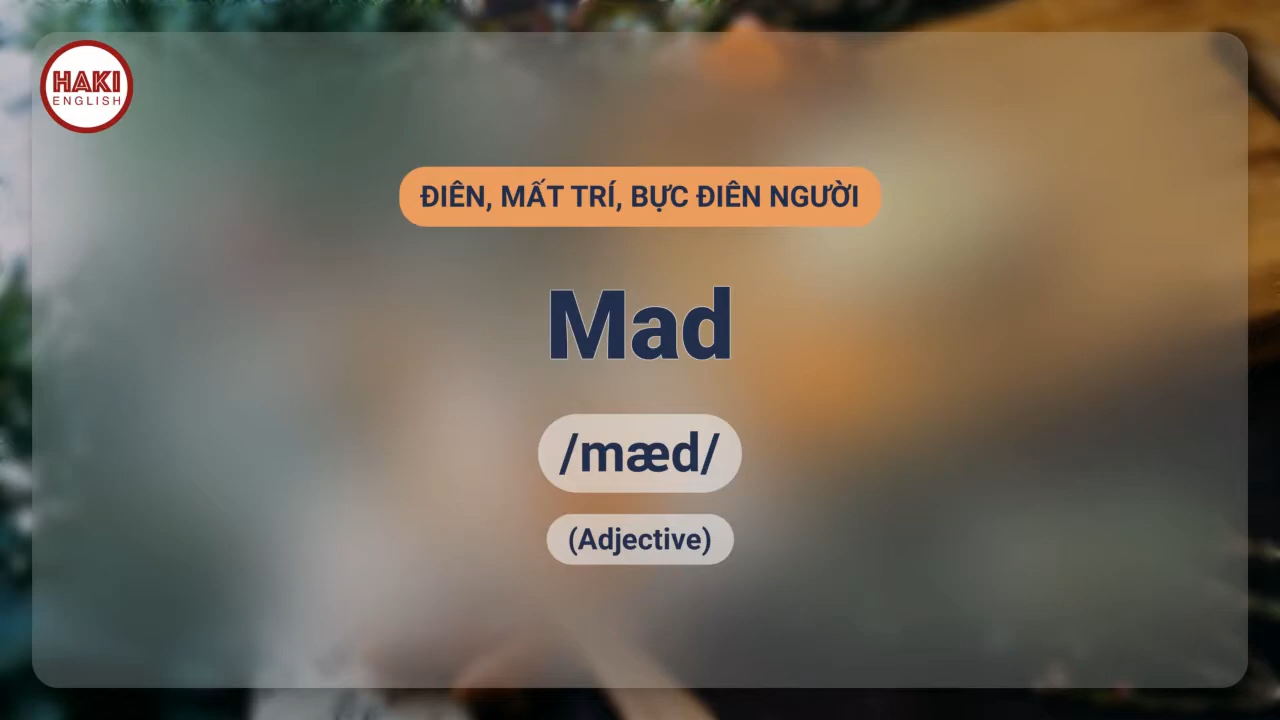 HAKI
ENGLISH
ĐIÊN, MẤT TRÍ, BỰC ĐIÊN NGƯỜI
Mad
/mæd/
(Adjective)